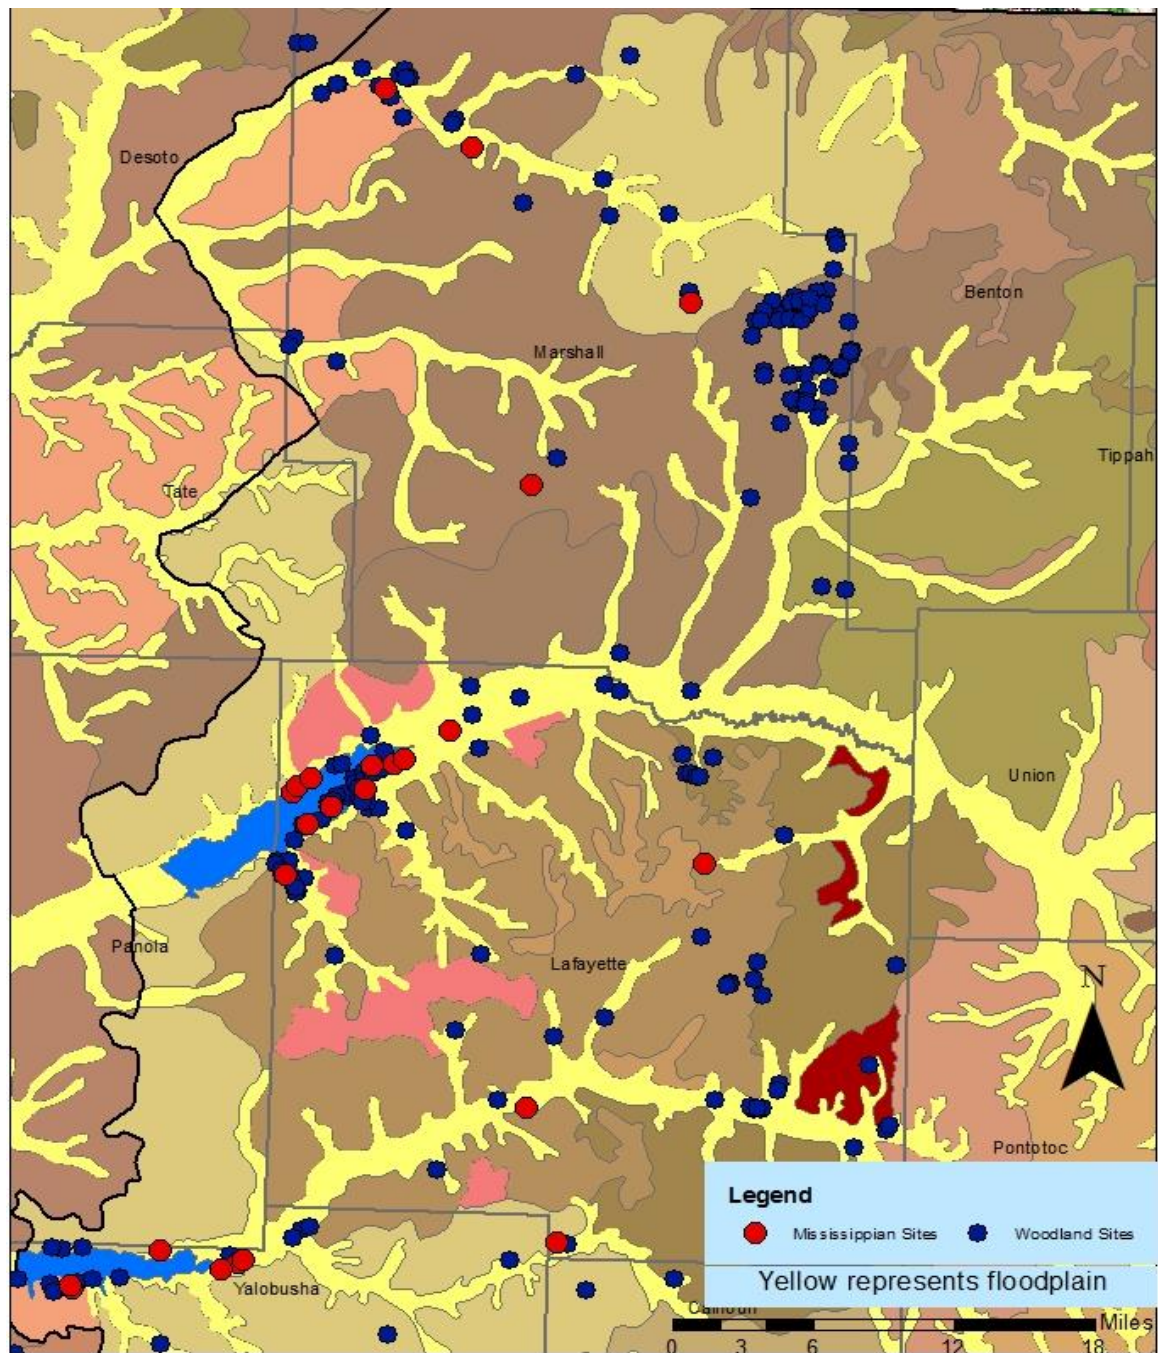 Desoto
Benton
Marshall
Tippah
Tate
Union
Panola
Lafayette
N
Pontotoc
Legend
Mississippian Sites Woodland Sites
Yellow represents floodplain
Yalobusha
Calhoun
Miles
0 3 6 12 18